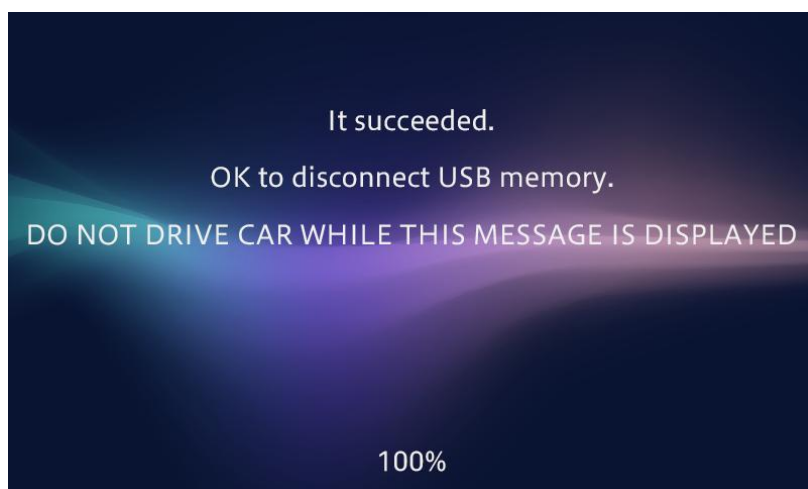 It succeeded.
OK to disconnect USB memory.
DO NOT DRIVE CAR WHILE THIS MESSAGE IS DISPLAYED
100%